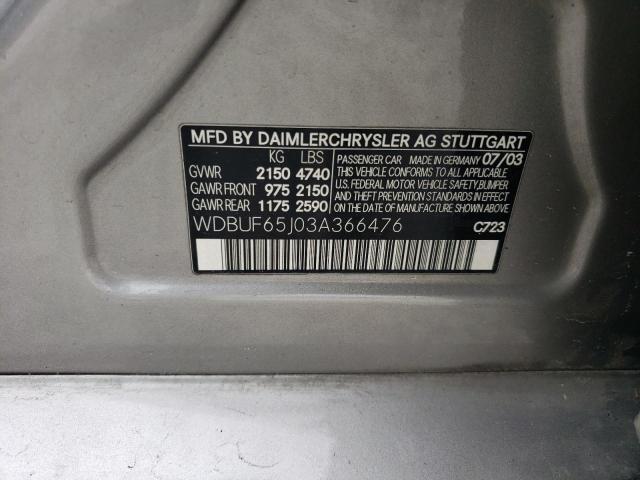 MFD BY DAIMLERCHRYSLER AG STUTTGART
KG LBS
GVWR 2150 4740
GAWR FRONT 975 2150
GAWR REAR 1175 2590
PASSENGER CAR MADE IN GERMANY 07/03
THIS VEHICLE CONFORMS TO ALL APPLICABLE
U.S. FEDERAL MOTOR VEHICLE SAFETY, BUMPER
AND THEFT PREVENTION STANDARDS IN EFFECT
ON THE DATE OF MANUFACTURE SHOWN ABOVE.
WDBUF65J03A366476 C723